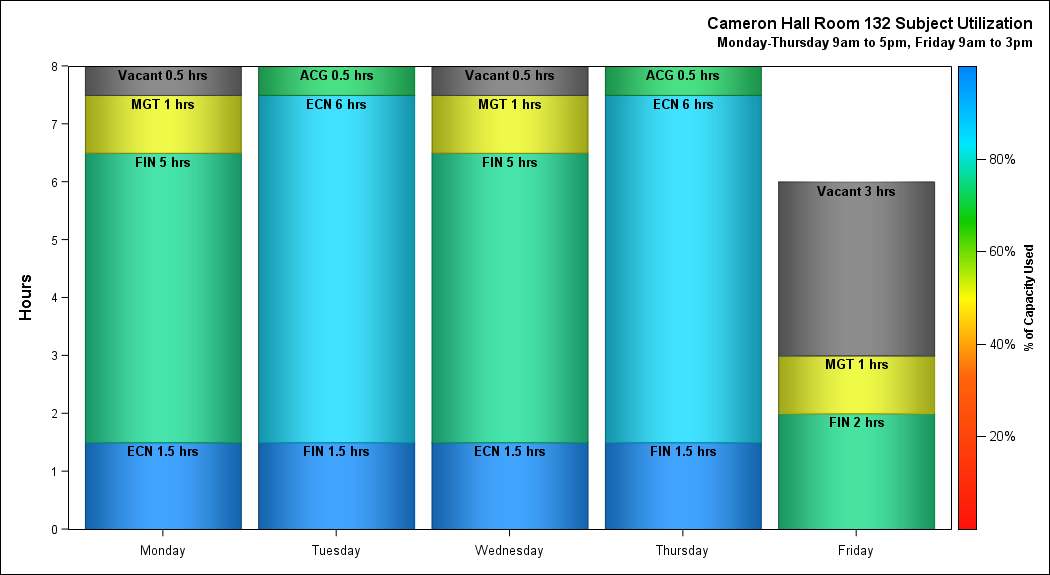 Cameron Hall Room 132 Subject Utilization
Monday-Thursday 9am to 5pm, Friday 9am to 3pm
Hours
8
7
6
5
4
3
2
1
0
Vacant 0.5 hrs
MGT 1 hrs
FIN 5 hrs
ECN 1.5 hrs
Monday
ACG 0.5 hrs
ECN 6 hrs
FIN 1.5 hrs
Tuesday
Vacant 0.5 hrs
MGT 1 hrs
FIN 5 hrs
ECN 1.5 hrs
Wednesday
ACG 0.5 hrs
ECN 6 hrs
FIN 1.5 hrs
Thursday
Vacant 3 hrs
MGT 1 hrs
FIN 2 hrs
Friday
80%
60%
40%
20%
% of Capacity Used